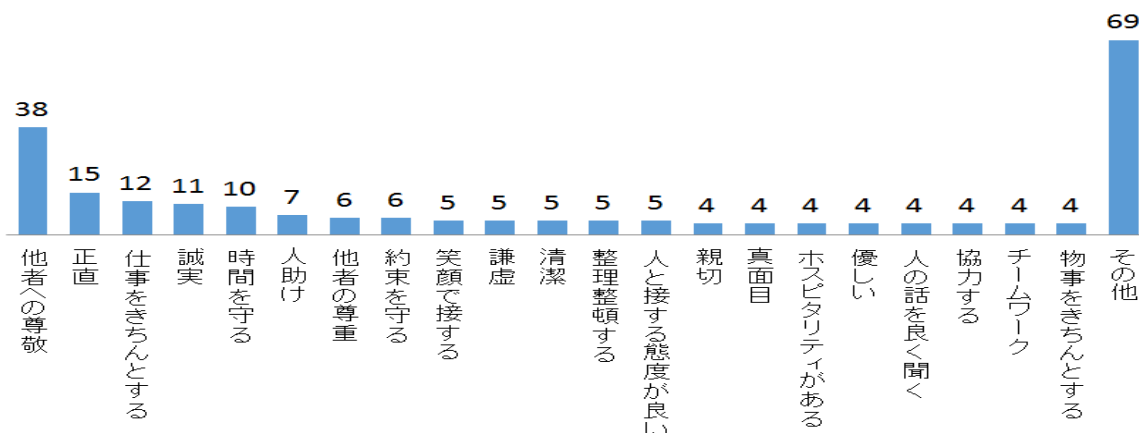 38
15
12
11
10
7
6
6
5
5
5
5
5
4
4
4
4
4
4
4
4
69
他者への尊敬
正直
仕事をきちんとする
誠実
時間を守る
人助け
他者の尊重
約束を守る
笑顔で接する
謙虚
清潔
整理整頓する
人と接する態度が良い
親切
真面目
ホスピタリティがある
優しい
人の話を良く聞く
協力する
チームワーク
物事をきちんとする
その他